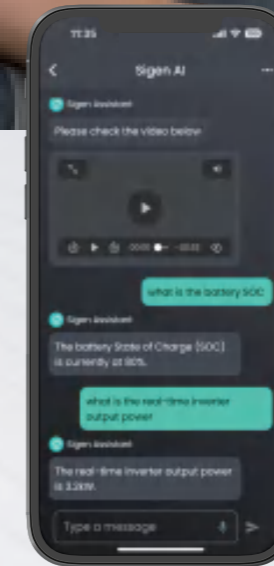 11:35
Sigen AI
Sigen Assistant
Please check the video below
what is the battery SOC
Sigen Assistant
The battery State of Charge (SOC)
is currently at 80%.
what is the real-time inverter
output power
Sigen Assistant
The real-time inverter output power
is 3.2kW.
Type a message